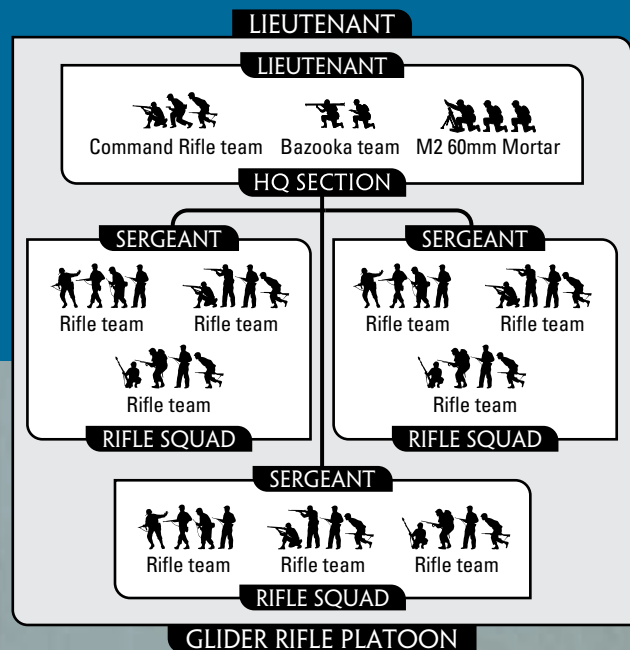 LIEUTENANT
LIEUTENANT
Command Rifle team Bazooka team M2 60mm Mortar
HQ SECTION
SERGEANT
Rifle team Rifle team
Rifle team
RIFLE SQUAD
SERGEANT
Rifle team Rifle team
Rifle team
RIFLE SQUAD
SERGEANT
Rifle team Rifle team Rifle team
RIFLE SQUAD
GLIDER RIFLE PLATOON